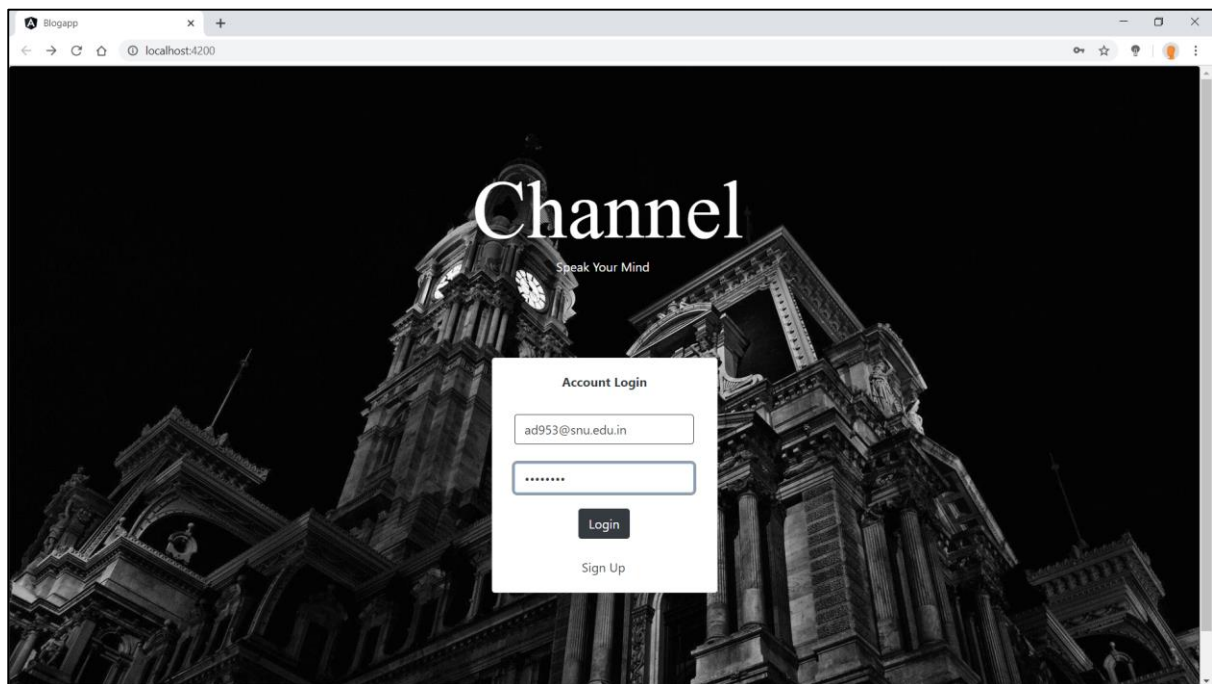 Blogapp
localhost:4200
Channel
Speak Your Mind
Account Login
ad953@snu.edu.in
••••••••
Login
Sign Up